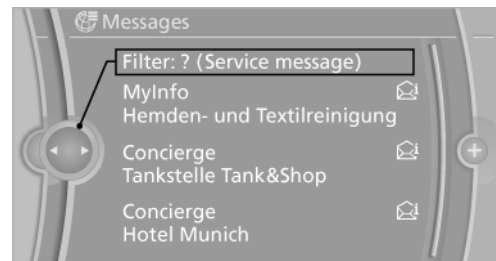 Messages
Filter: ? (Service message)
MyInfo
Hemden- und Textilreinigung
Concierge
Tankstelle Tank&Shop
Concierge
Hotel Munich